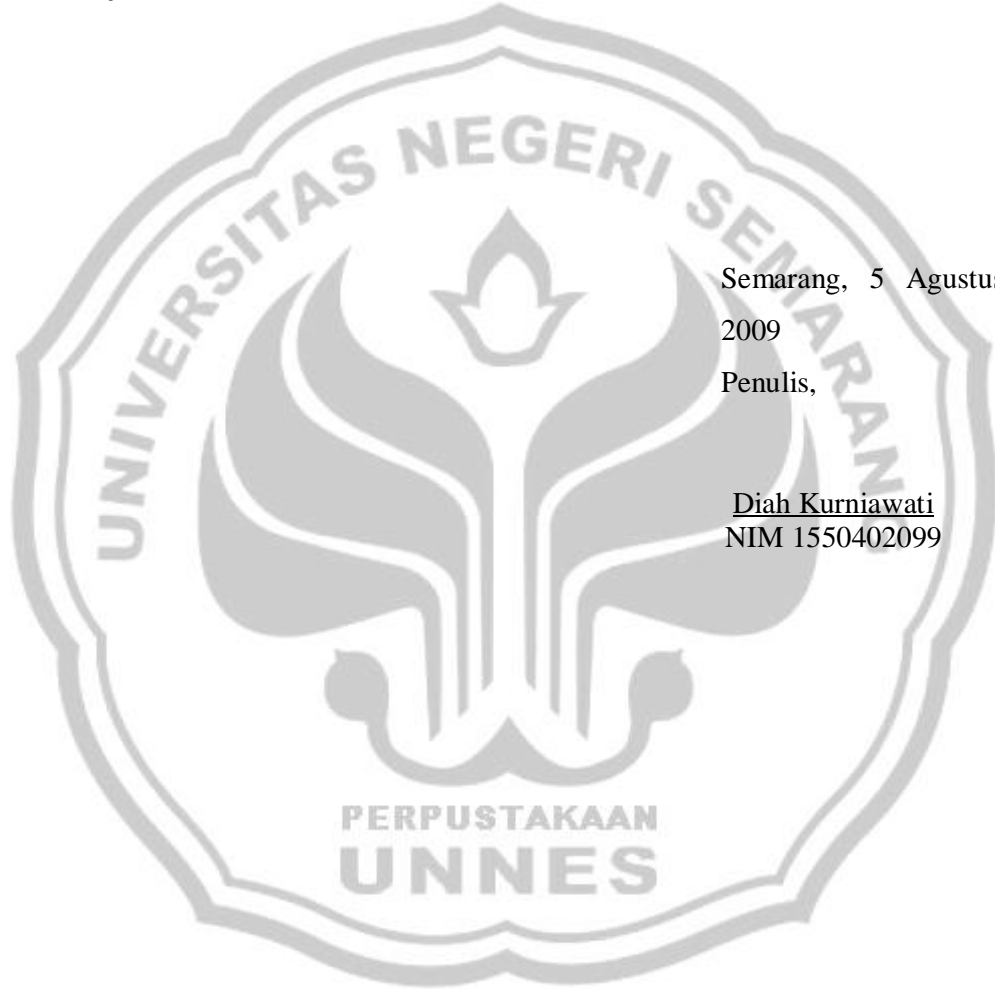 UNIVERSITAS NEGERI SEMARANG
Semarang, 5 Agustus
2009
Penulis,
Diah Kurniawati
NIM 1550402099
PERPUSTAKAAN
UNNES